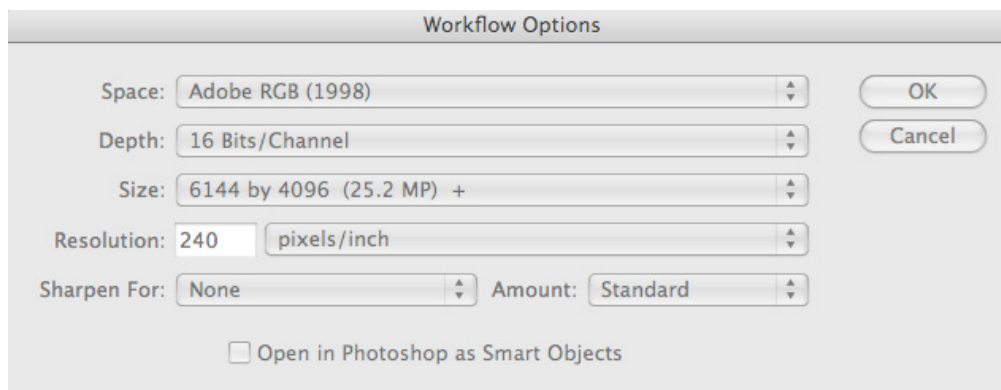 Workflow Options
Space: Adobe RGB (1998) OK
Depth: 16 Bits/Channel Cancel
Size: 6144 by 4096 (25.2 MP) +
Resolution: 240 pixels/inch
Sharpen For: None Amount: Standard
Open in Photoshop as Smart Objects